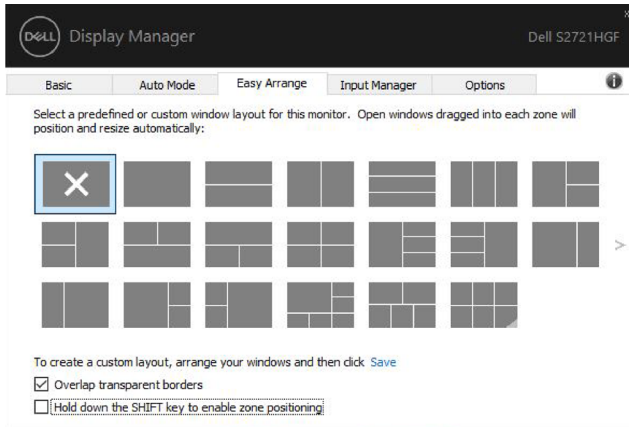 DELL Display Manager
Dell S2721HGF
Basic Auto Mode Easy Arrange Input Manager Options
Select a predefined or custom window layout for this monitor. Open windows dragged into each zone will
position and resize automatically:
To create a custom layout, arrange your windows and then click Save
Overlap transparent borders
Hold down the SHIFT key to enable zone positioning